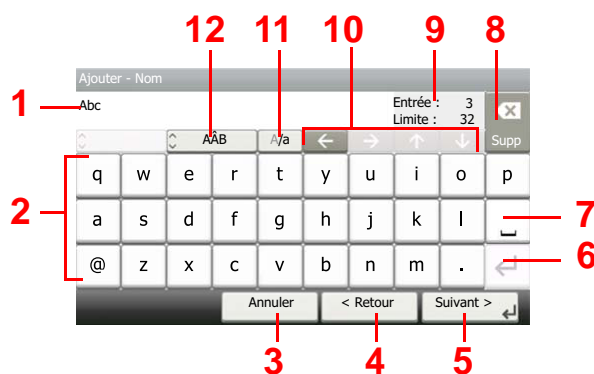 12 11 10 9 8
Ajouter - Nom
1 Abc
Entrée : 3
Limite : 32
AÂB A/a ← → ↑ ↓ Supp
2
q w e r t y u i o p
a s d f g h j k l 7
6
@ z x c v b n m .
Annuler < Retour Suivant >
3 4 5